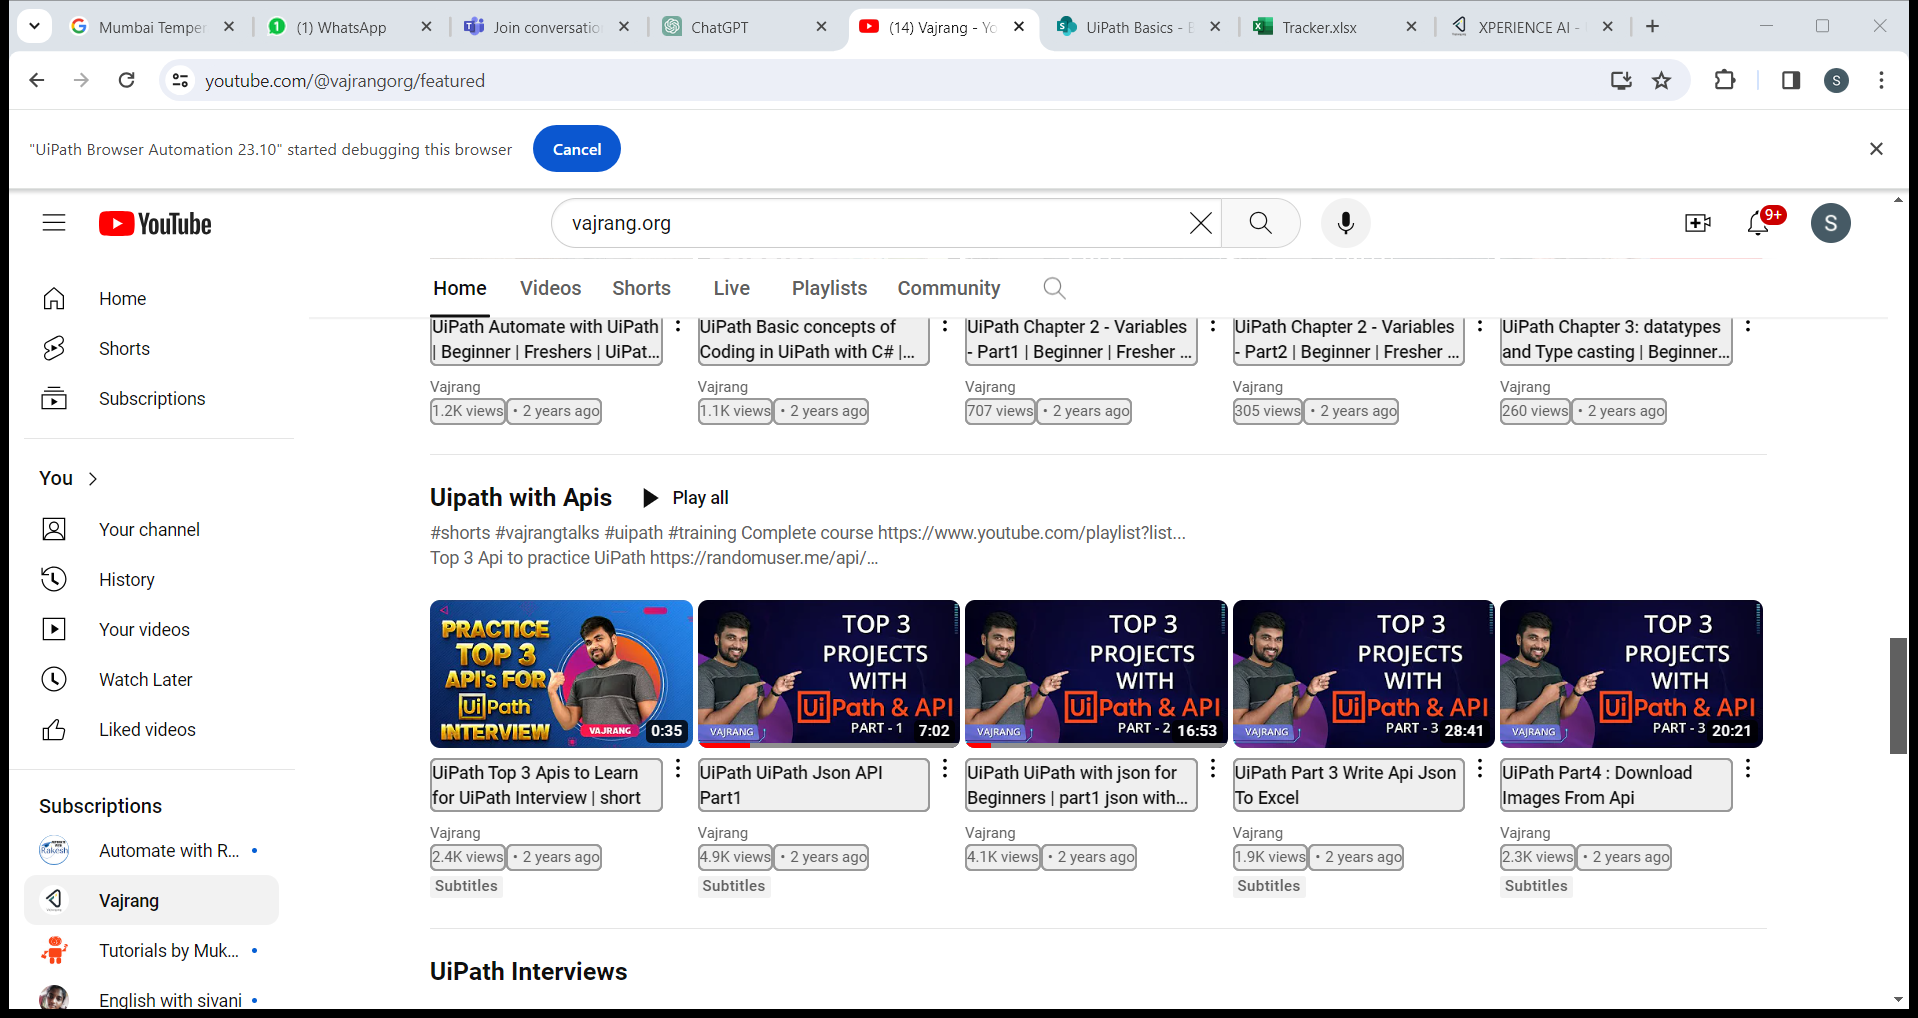 Mumbai Temper
(1) WhatsApp
Join conversatio
ChatGPT
(14) Vajrang - Yo
UiPath Basics - E
Tracker.xlsx
XPERIENCE AI -
youtube.com/@vajrangorg/featured
S
"UiPath Browser Automation 23.10" started debugging this browser
Cancel
YouTube
vajrang.org
9+
S
Home
Shorts
Subscriptions
You
Your channel
History
Your videos
Watch Later
Liked videos
Subscriptions
Automate with R...
Vajrang
Tutorials by Muk...
English with sivani
Home Videos Shorts Live Playlists Community
UiPath Automate with UiPath
| Beginner | Freshers | UiPat...
Vajrang
1.2K views • 2 years ago
UiPath Basic concepts of
Coding in UiPath with C# |...
Vajrang
1.1K views • 2 years ago
UiPath Chapter 2 - Variables
- Part1 | Beginner | Fresher ...
Vajrang
707 views • 2 years ago
UiPath Chapter 2 - Variables
- Part2 | Beginner | Fresher ...
Vajrang
305 views • 2 years ago
UiPath Chapter 3: datatypes
and Type casting | Beginner...
Vajrang
260 views • 2 years ago
Uipath with Apis
Play all
#shorts #vajrangtalks #uipath #training Complete course https://www.youtube.com/playlist?list...
Top 3 Api to practice UiPath https://randomuser.me/api/...
PRACTICE
TOP 3
API's FOR
UiPath
INTERVIEW
VAJRANG
0:35
UiPath Top 3 Apis to Learn
for UiPath Interview | short
Vajrang
2.4K views • 2 years ago
Subtitles
TOP 3
PROJECTS
WITH
UiPath & API
PART - 1
VAJRANG
7:02
UiPath UiPath Json API
Part1
Vajrang
4.9K views • 2 years ago
Subtitles
TOP 3
PROJECTS
WITH
UiPath & API
PART - 2
VAJRANG
16:53
UiPath UiPath with json for
Beginners | part1 json with...
Vajrang
4.1K views • 2 years ago
TOP 3
PROJECTS
WITH
UiPath & API
PART - 3
VAJRANG
28:41
UiPath Part 3 Write Api Json
To Excel
Vajrang
1.9K views • 2 years ago
Subtitles
TOP 3
PROJECTS
WITH
UiPath & API
PART - 3
VAJRANG
20:21
UiPath Part4 : Download
Images From Api
Vajrang
2.3K views • 2 years ago
Subtitles
UiPath Interviews